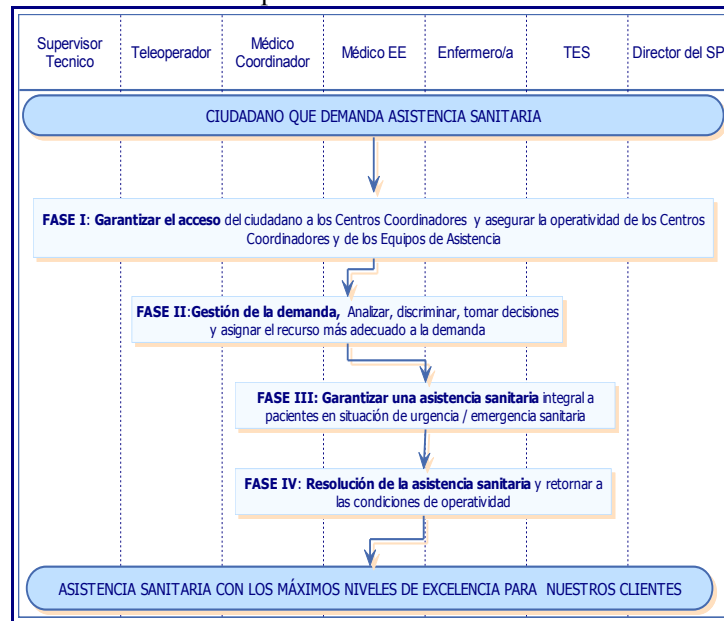 Supervisor Tecnico
Teleoperador
Médico Coordinador
Médico EE
Enfermero/a
TES
Director del SP
CIUDADANO QUE DEMANDA ASISTENCIA SANITARIA
FASE I: Garantizar el acceso del ciudadano a los Centros Coordinadores y asegurar la operatividad de los Centros
Coordinadores y de los Equipos de Asistencia
FASE II:Gestión de la demanda, Analizar, discriminar, tomar decisiones
y asignar el recurso más adecuado a la demanda
FASE III: Garantizar una asistencia sanitaria integral a
pacientes en situación de urgencia / emergencia sanitaria
FASE IV: Resolución de la asistencia sanitaria y retornar a
las condiciones de operatividad
ASISTENCIA SANITARIA CON LOS MÁXIMOS NIVELES DE EXCELENCIA PARA NUESTROS CLIENTES